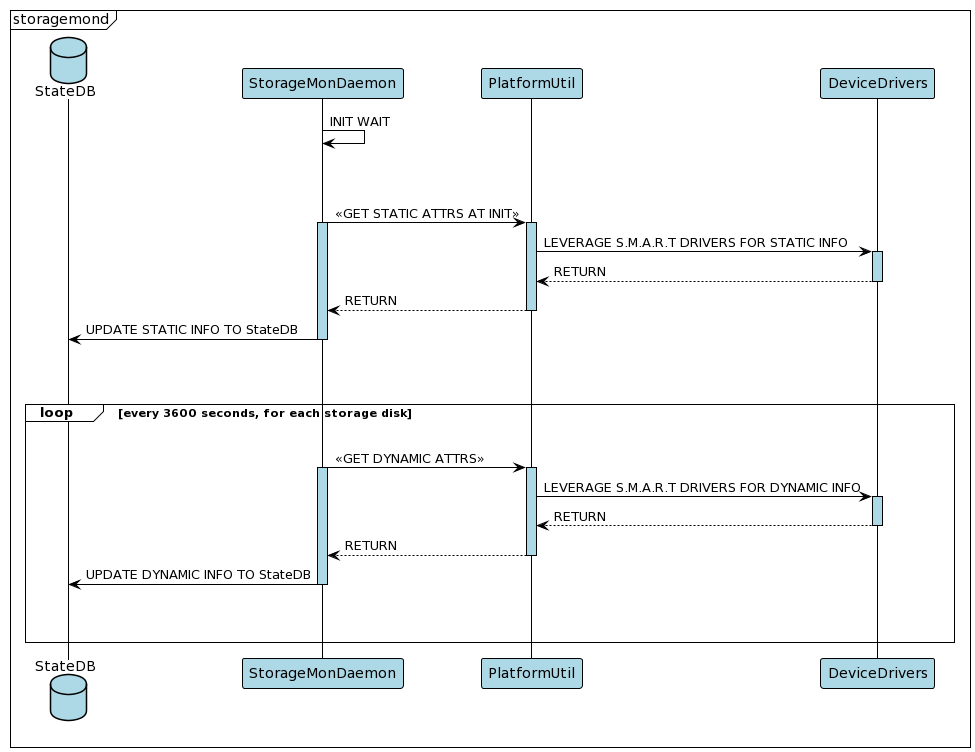 storagemond
StateDB
StorageMonDaemon
PlatformUtil
DeviceDrivers
INIT WAIT
«GET STATIC ATTRS AT INIT»
LEVERAGE S.M.A.R.T DRIVERS FOR STATIC INFO
RETURN
RETURN
UPDATE STATIC INFO TO StateDB
loop
[every 3600 seconds, for each storage disk]
«GET DYNAMIC ATTRS»
LEVERAGE S.M.A.R.T DRIVERS FOR DYNAMIC INFO
RETURN
RETURN
UPDATE DYNAMIC INFO TO StateDB
StateDB
StorageMonDaemon
PlatformUtil
DeviceDrivers